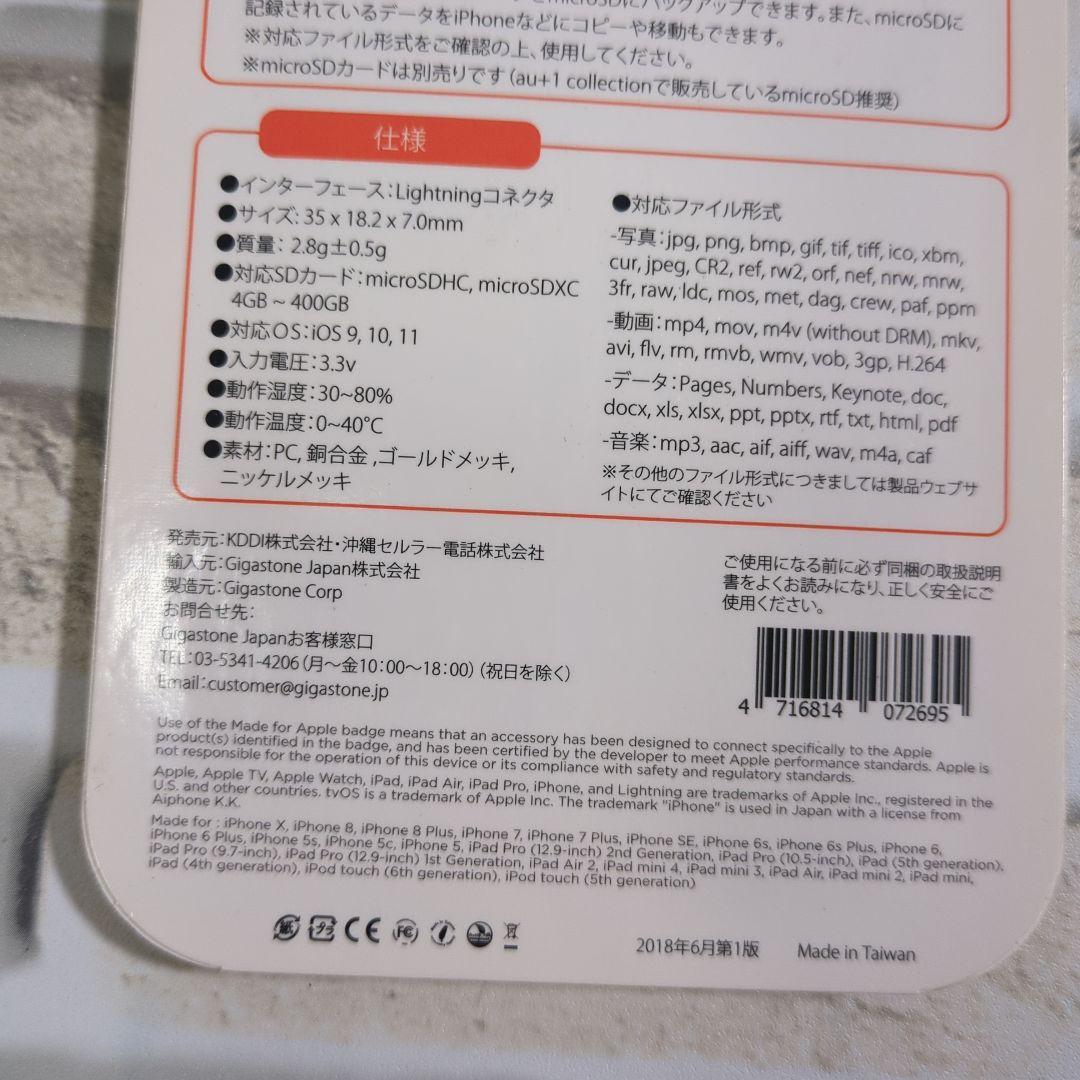 microSDにバックアップできます。また、microSDに
記録されているデータをiPhoneなどにコピーや移動もできます。
※対応ファイル形式をご確認の上、使用してください。
※microSDカードは別売りです（au+1 collectionで販売しているmicroSD推奨）
仕様
●インターフェース：Lightningコネクタ
●サイズ: 35 x 18.2 x 7.0mm
●質量： 2.8g±0.5g
●対応SDカード：microSDHC, microSDXC
4GB ~ 400GB
●対応OS：iOS 9, 10, 11
●入力電圧：3.3v
●動作湿度：30~80%
●動作温度：0~40℃
●素材：PC, 銅合金 ,ゴールドメッキ,
ニッケルメッキ
●対応ファイル形式
-写真：jpg, png, bmp, gif, tif, tiff, ico, xbm,
cur, jpeg, CR2, ref, rw2, orf, nef, nrw, mrw,
3fr, raw, ldc, mos, met, dag, crew, paf, ppm
-動画：mp4, mov, m4v (without DRM), mkv,
avi, flv, rm, rmvb, wmv, vob, 3gp, H.264
-データ：Pages, Numbers, Keynote, doc,
docx, xls, xlsx, ppt, pptx, rtf, txt, html, pdf
-音楽：mp3, aac, aif, aiff, wav, m4a, caf
※その他のファイル形式につきましては製品ウェブサ
イトにてご確認ください
発売元：KDDI株式会社・沖縄セルラー電話株式会社
輸入元：Gigastone Japan株式会社
製造元：Gigastone Corp
お問合せ先：
Gigastone Japanお客様窓口
TEL：03-5341-4206（月～金10：00～18：00）（祝日を除く）
Email：customer@gigastone.jp
ご使用になる前に必ず同梱の取扱説明
書をよくお読みになり、正しく安全にご
使用ください。
4 716814 072695
Use of the Made for Apple badge means that an accessory has been designed to connect specifically to the Apple
product(s) identified in the badge, and has been certified by the developer to meet Apple performance standards. Apple is
not responsible for the operation of this device or its compliance with safety and regulatory standards.
Apple, Apple TV, Apple Watch, iPad, iPad Air, iPad Pro, iPhone, and Lightning are trademarks of Apple Inc., registered in the
U.S. and other countries. tvOS is a trademark of Apple Inc. The trademark "iPhone" is used in Japan with a license from
Aiphone K.K.
Made for : iPhone X, iPhone 8, iPhone 8 Plus, iPhone 7, iPhone 7 Plus, iPhone SE, iPhone 6s, iPhone 6s Plus, iPhone 6,
iPhone 6 Plus, iPhone 5s, iPhone 5c, iPhone 5, iPad Pro (12.9-inch) 2nd Generation, iPad Pro (10.5-inch), iPad (5th generation),
iPad Pro (9.7-inch), iPad Pro (12.9-inch) 1st Generation, iPad Air 2, iPad mini 4, iPad mini 3, iPad Air, iPad mini 2, iPad mini,
iPad (4th generation), iPod touch (6th generation), iPod touch (5th generation)
紙 プラ CE FC
2018年6月第1版
Made in Taiwan